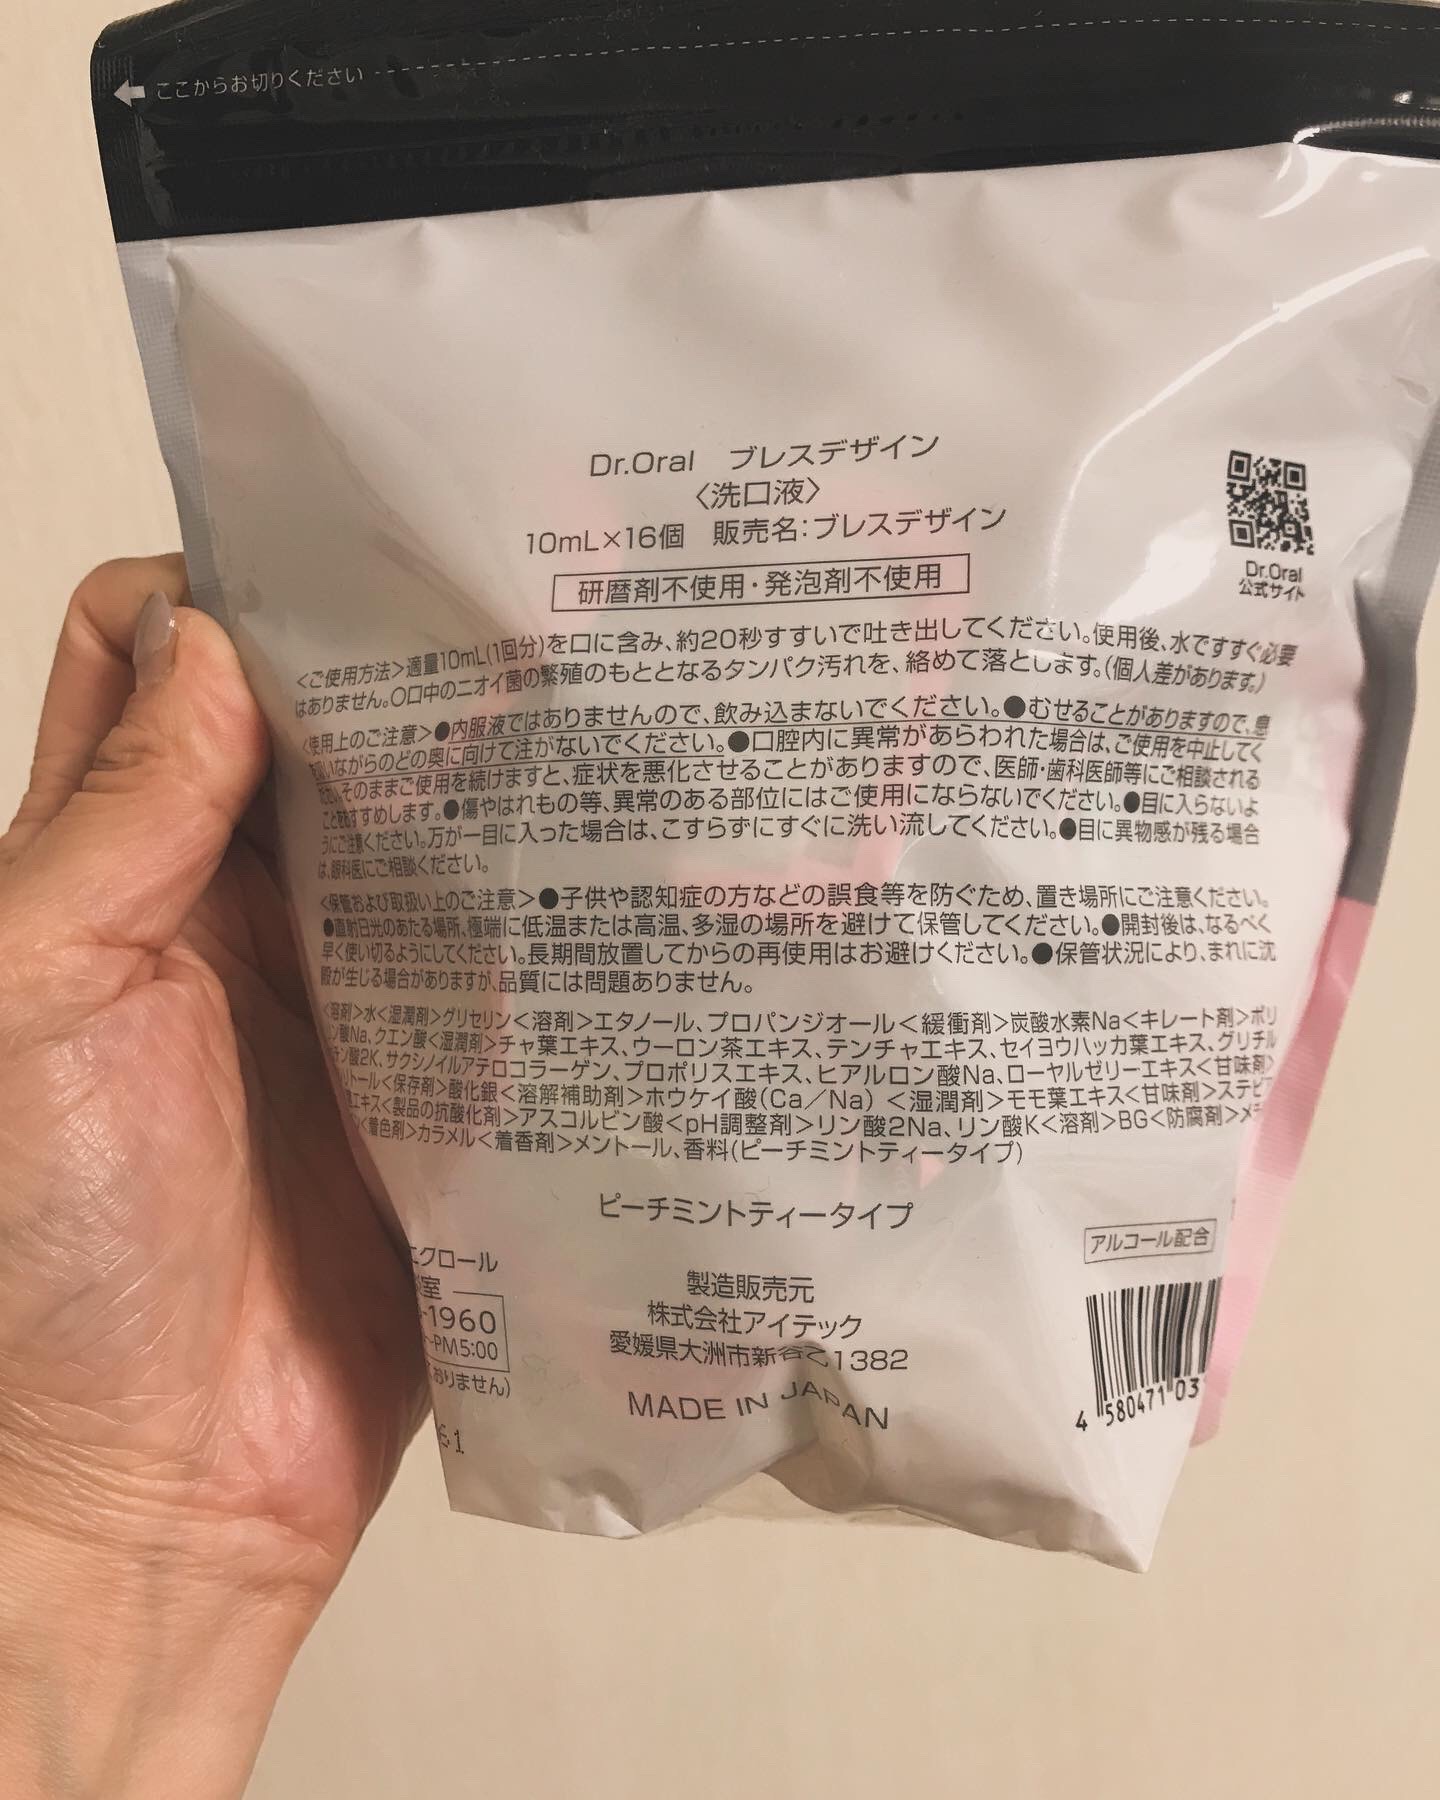 ここからお切りください
Dr.Oral ブレスデザイン
〈洗口液〉
10mL×16個 販売名：ブレスデザイン
研磨剤不使用・発泡剤不使用
Dr.Oral
公式サイト
＜ご使用方法＞適量10mL(1回分)を口に含み、約20秒すすいで吐き出してください。使用後、水ですすぐ必要
はありません。○口中のニオイ菌の繁殖のもととなるタンパク汚れを、絡めて落とします。(個人差があります。)
＜使用上のご注意＞●内服液ではありませんので、飲み込まないでください。●むせることがありますので、息
を吸いながらのどの奥に向けて注がないでください。●口腔内に異常があらわれた場合は、ご使用を中止してく
ださい。そのままご使用を続けますと、症状を悪化させることがありますので、医師・歯科医師等にご相談される
ことをおすすめします。●傷やはれもの等、異常のある部位にはご使用にならないでください。●目に入らないよ
うにご注意ください。万が一目に入った場合は、こすらずにすぐに洗い流してください。●目に異物感が残る場合
は、眼科医にご相談ください。
＜保管および取扱い上のご注意＞●子供や認知症の方などの誤食等を防ぐため、置き場所にご注意ください。
●直射日光のあたる場所、極端に低温または高温、多湿の場所を避けて保管してください。●開封後は、なるべく
早く使い切るようにしてください。長期間放置してからの再使用はお避けください。●保管状況により、まれに沈
殿が生じる場合がありますが、品質には問題ありません。
＜溶剤＞水＜湿潤剤＞グリセリン＜溶剤＞エタノール、プロパンジオール＜緩衝剤＞炭酸水素Na＜キレート剤＞ポリ
リン酸Na、クエン酸＜湿潤剤＞チャ葉エキス、ウーロン茶エキス、テンチャエキス、セイヨウハッカ葉エキス、グリチル
酸2K、サクシノイルアテロコラーゲン、プロポリスエキス、ヒアルロン酸Na、ローヤルゼリーエキス＜甘味剤＞
リトール＜保存剤＞酸化銀＜溶解補助剤＞ホウケイ酸(Ca／Na)＜湿潤剤＞モモ葉エキス＜甘味剤＞ステビア
エキス＜製品の抗酸化剤＞アスコルビン酸＜pH調整剤＞リン酸2Na、リン酸K＜溶剤＞BG＜防腐剤＞メチ
＜着色剤＞カラメル＜着香剤＞メントール、香料(ピーチミントティータイプ)
ピーチミントティータイプ
クロール
室
-1960
-PM5:00
おりません)
61
製造販売元
株式会社アイテック
愛媛県大洲市新谷乙1382
MADE IN JAPAN
アルコール配合
4 580471 03